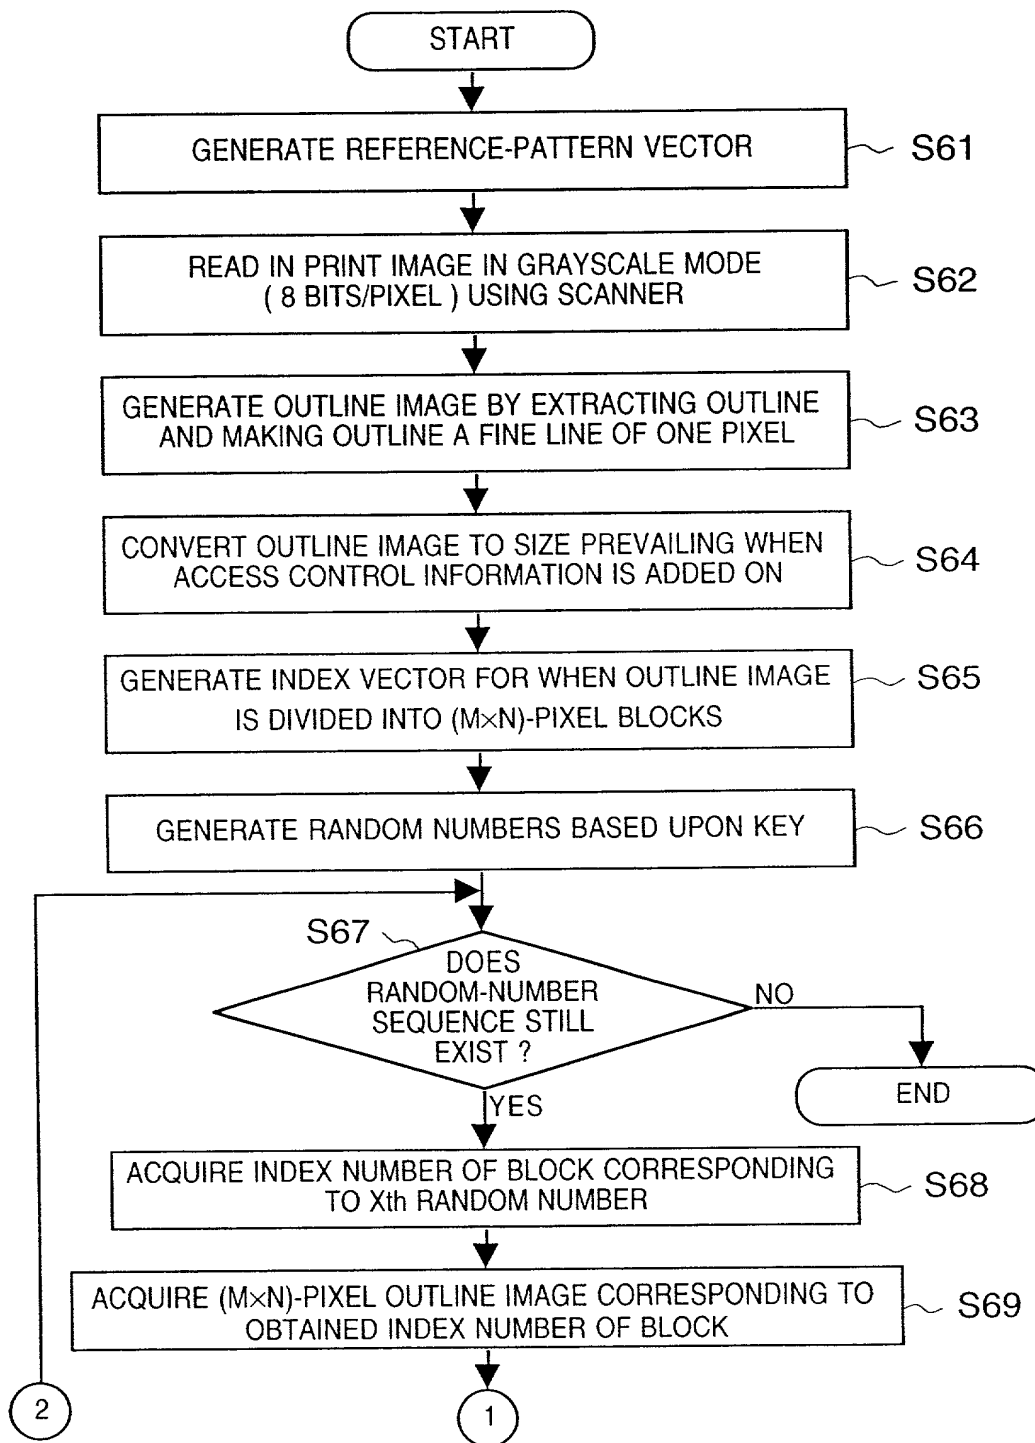 START
GENERATE REFERENCE-PATTERN VECTOR
S61
READ IN PRINT IMAGE IN GRAYSCALE MODE
( 8 BITS/PIXEL ) USING SCANNER
S62
GENERATE OUTLINE IMAGE BY EXTRACTING OUTLINE
AND MAKING OUTLINE A FINE LINE OF ONE PIXEL
S63
CONVERT OUTLINE IMAGE TO SIZE PREVAILING WHEN
ACCESS CONTROL INFORMATION IS ADDED ON
S64
GENERATE INDEX VECTOR FOR WHEN OUTLINE IMAGE
IS DIVIDED INTO (M×N)-PIXEL BLOCKS
S65
GENERATE RANDOM NUMBERS BASED UPON KEY
S66
S67
DOES
RANDOM-NUMBER
SEQUENCE STILL
EXIST ?
NO
END
YES
ACQUIRE INDEX NUMBER OF BLOCK CORRESPONDING
TO Xth RANDOM NUMBER
S68
ACQUIRE (M×N)-PIXEL OUTLINE IMAGE CORRESPONDING TO
OBTAINED INDEX NUMBER OF BLOCK
S69
2
1